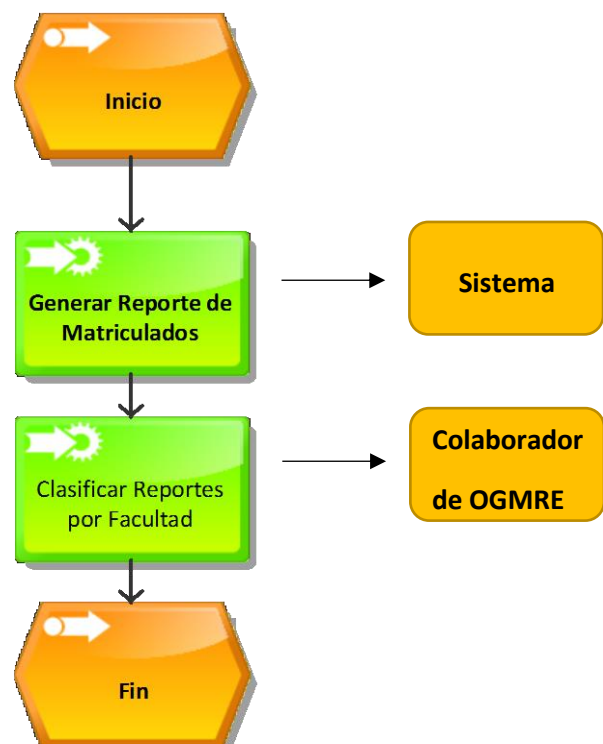 Inicio
Generar Reporte de
Matriculados
Sistema
Clasificar Reportes
por Facultad
Colaborador
de OGMRE
Fin